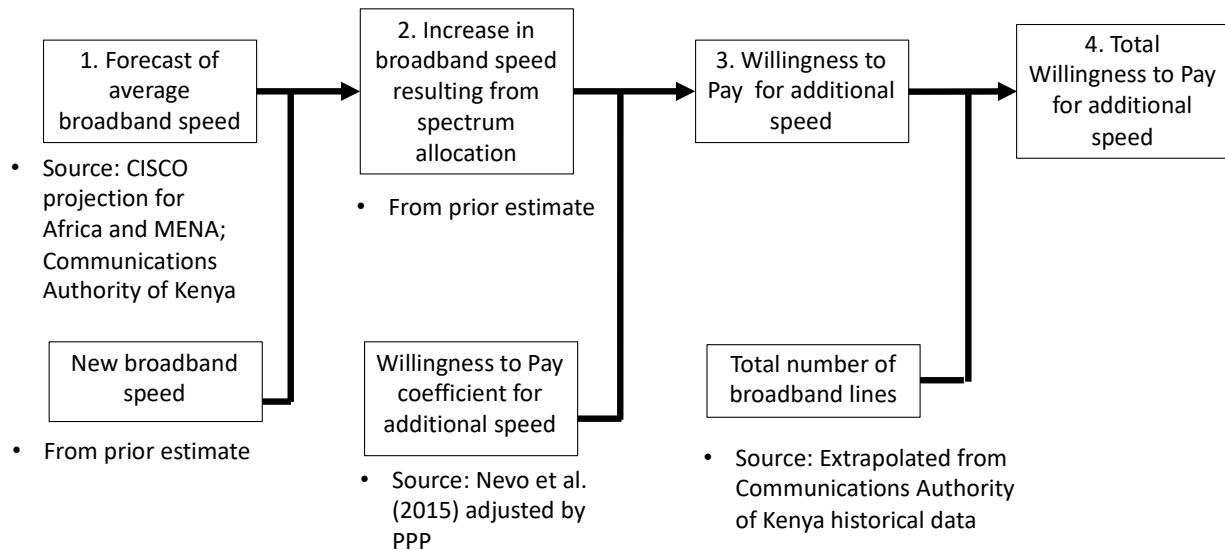 1. Forecast of
average
broadband speed
• Source: CISCO
projection for
Africa and MENA;
Communications
Authority of Kenya
New broadband
speed
• From prior estimate
2. Increase in
broadband speed
resulting from
spectrum
allocation
• From prior estimate
Willingness to Pay
coefficient for
additional speed
• Source: Nevo et al.
(2015) adjusted by
PPP
3. Willingness to
Pay for additional
speed
Total number of
broadband lines
• Source: Extrapolated from
Communications Authority
of Kenya historical data
4. Total
Willingness to Pay
for additional
speed